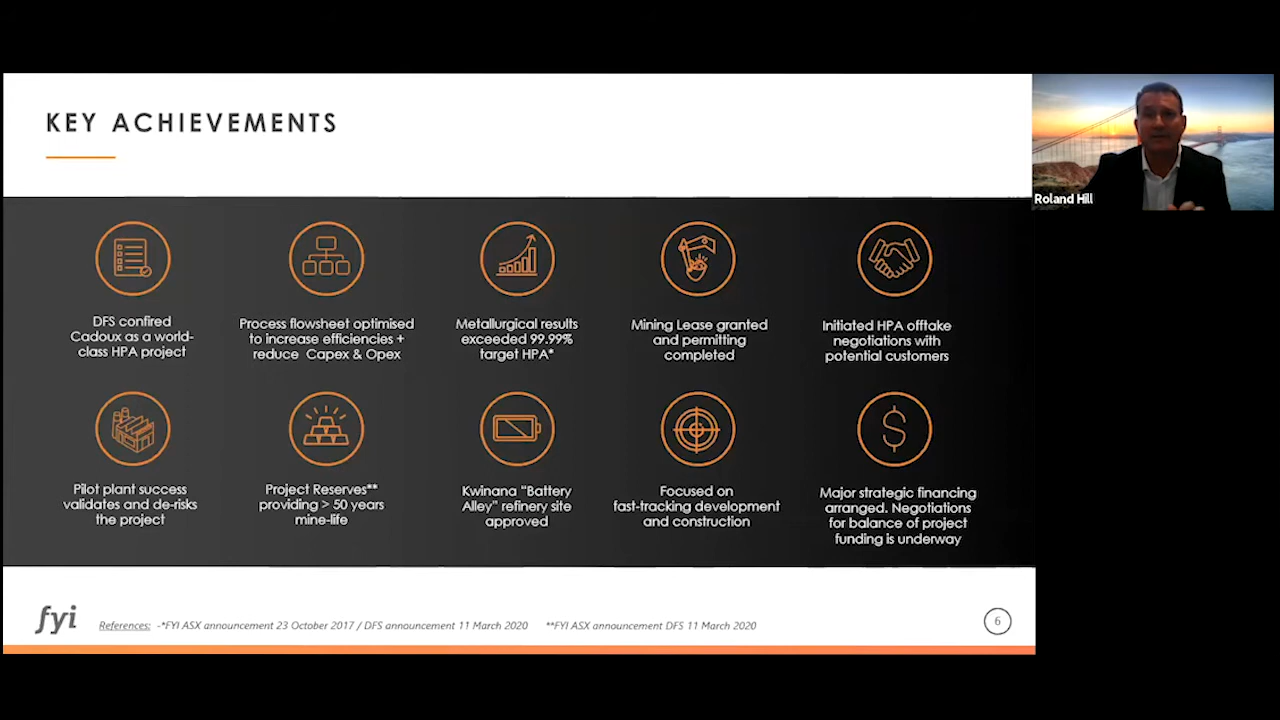 KEY ACHIEVEMENTS
Roland Hill
DFS confired
Cadoux as a world-
class HPA project
Process flowsheet optimised
to increase efficiencies +
reduce Capex & Opex
Metallurgical results
exceeded 99.99%
target HPA*
Mining Lease granted
and permitting
completed
Initiated HPA offtake
negotiations with
potential customers
Pilot plant success
validates and de-risks
the project
Project Reserves**
providing > 50 years
mine-life
Kwinana “Battery
Alley” refinery site
approved
Focused on
fast-tracking development
and construction
Major strategic financing
arranged. Negotiations
for balance of project
funding is underway
fyi
References: -*FYI ASX announcement 23 October 2017 / DFS announcement 11 March 2020 **FYI ASX announcement DFS 11 March 2020
6